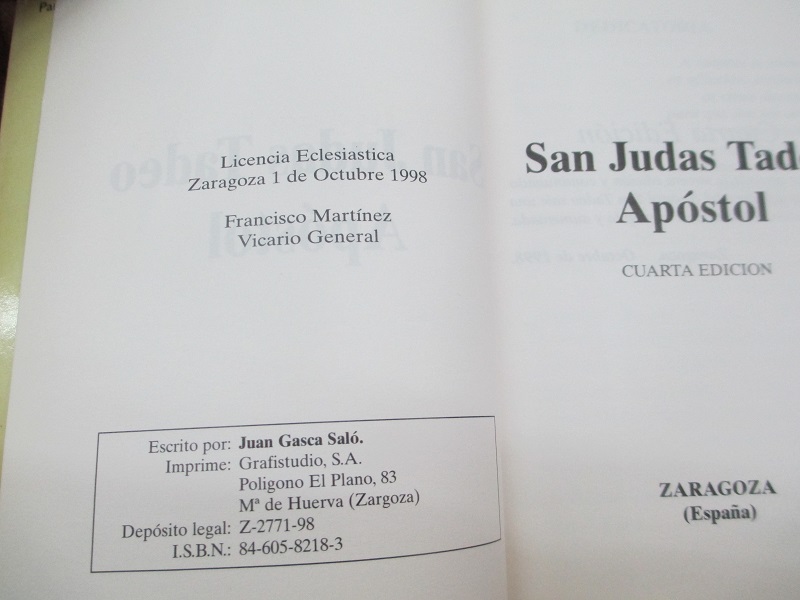 Licencia Eclesiastica
Zaragoza 1 de Octubre 1998
Francisco Martínez
Vicario General
Escrito por: Juan Gasca Saló.
Imprime: Grafistudio, S.A.
Poligono El Plano, 83
Mª de Huerva (Zargoza)
Depósito legal: Z-2771-98
I.S.B.N.: 84-605-8218-3
San Judas Tad
Apóstol
CUARTA EDICION
ZARAGOZA
(España)